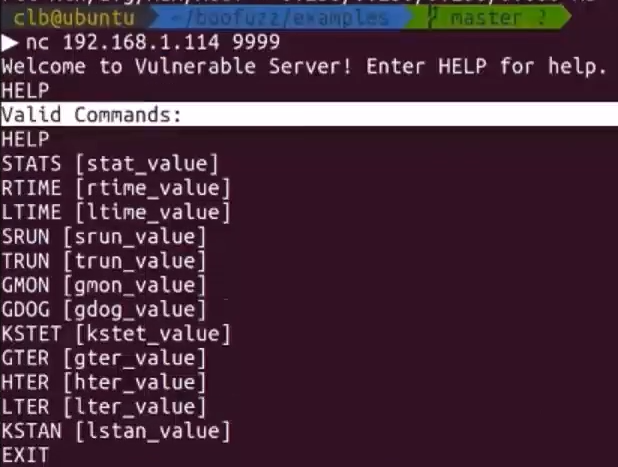 clb@ubuntu ~/boofuzz/examples master ?
▶ nc 192.168.1.114 9999
Welcome to Vulnerable Server! Enter HELP for help.
HELP
Valid Commands:
HELP
STATS [stat_value]
RTIME [rtime_value]
LTIME [ltime_value]
SRUN [srun_value]
TRUN [trun_value]
GMON [gmon_value]
GDOG [gdog_value]
KSTET [kstet_value]
GTER [gter_value]
HTER [hter_value]
LTER [lter_value]
KSTAN [lstan_value]
EXIT